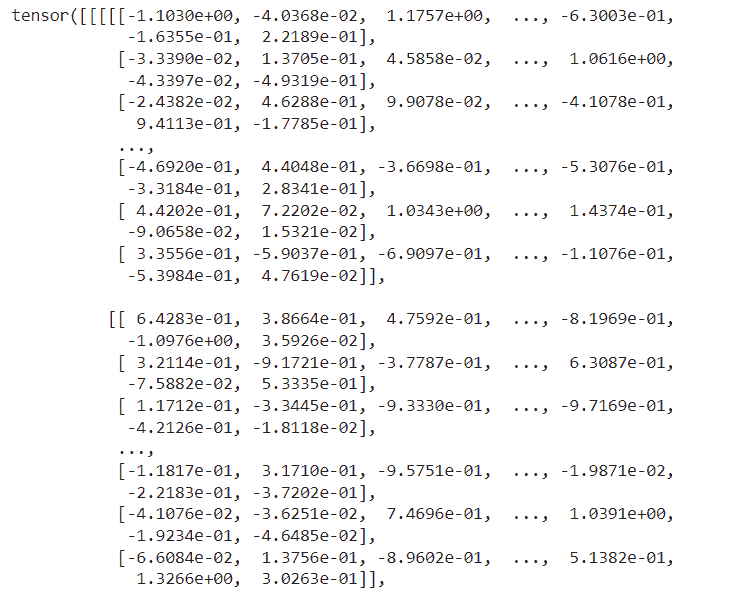 tensor([[[[[-1.1030e+00, -4.0368e-02,  1.1757e+00,  ..., -6.3003e-01,
            -1.6355e-01,  2.2189e-01],
           [-3.3390e-02,  1.3705e-01,  4.5858e-02,  ...,  1.0616e+00,
            -4.3397e-02, -4.9319e-01],
           [-2.4382e-02,  4.6288e-01,  9.9078e-02,  ..., -4.1078e-01,
             9.4113e-01, -1.7785e-01],
           ...,
           [-4.6920e-01,  4.4048e-01, -3.6698e-01,  ..., -5.3076e-01,
            -3.3184e-01,  2.8341e-01],
           [ 4.4202e-01,  7.2202e-02,  1.0343e+00,  ...,  1.4374e-01,
            -9.0658e-02,  1.5321e-02],
           [ 3.3556e-01, -5.9037e-01, -6.9097e-01,  ..., -1.1076e-01,
            -5.3984e-01,  4.7619e-02]],

          [[ 6.4283e-01,  3.8664e-01,  4.7592e-01,  ..., -8.1969e-01,
            -1.0976e+00,  3.5926e-02],
           [ 3.2114e-01, -9.1721e-01, -3.7787e-01,  ...,  6.3087e-01,
            -7.5882e-02,  5.3335e-01],
           [ 1.1712e-01, -3.3445e-01, -9.3330e-01,  ..., -9.7169e-01,
            -4.2126e-01, -1.8118e-02],
           ...,
           [-1.1817e-01,  3.1710e-01, -9.5751e-01,  ..., -1.9871e-02,
            -2.2183e-01, -3.7202e-01],
           [-4.1076e-02, -3.6251e-02,  7.4696e-01,  ...,  1.0391e+00,
            -1.9234e-01, -4.6485e-02],
           [-6.6084e-02,  1.3756e-01, -8.9602e-01,  ...,  5.1382e-01,
             1.3266e+00,  3.0263e-01]],